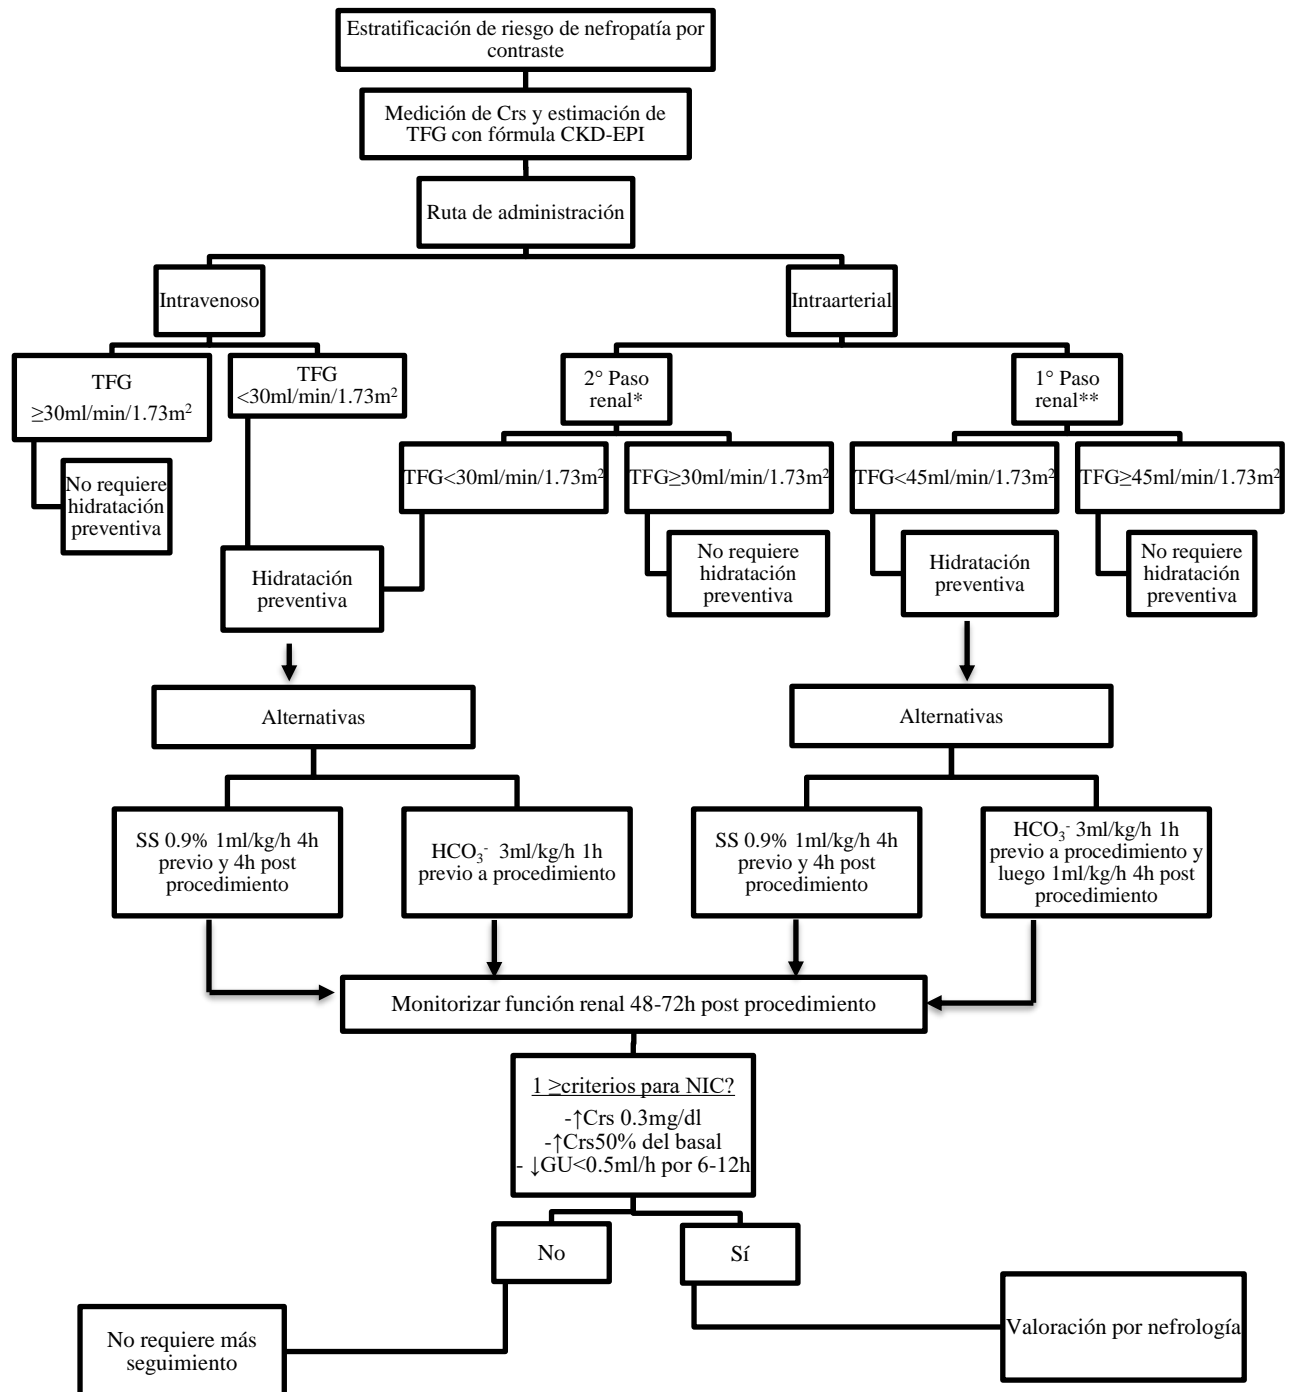 Estratificación de riesgo de nefropatía por
contraste
Medición de Crs y estimación de
TFG con fórmula CKD-EPI
Ruta de administración
Intravenoso
Intraarterial
TFG
≥30ml/min/1.73m²
TFG
<30ml/min/1.73m²
2° Paso
renal*
1° Paso
renal**
No requiere
hidratación
preventiva
TFG<30ml/min/1.73m²
TFG≥30ml/min/1.73m²
TFG<45ml/min/1.73m²
TFG≥45ml/min/1.73m²
Hidratación
preventiva
No requiere
hidratación
preventiva
Hidratación
preventiva
No requiere
hidratación
preventiva
Alternativas
Alternativas
SS 0.9% 1ml/kg/h 4h
previo y 4h post
procedimiento
HCO₃⁻ 3ml/kg/h 1h
previo a procedimiento
SS 0.9% 1ml/kg/h 4h
previo y 4h post
procedimiento
HCO₃⁻ 3ml/kg/h 1h
previo a procedimiento y
luego 1ml/kg/h 4h post
procedimiento
Monitorizar función renal 48-72h post procedimiento
1 ≥criterios para NIC?
-↑Crs 0.3mg/dl
-↑Crs50% del basal
- ↓GU<0.5ml/h por 6-12h
No
Sí
No requiere más
seguimiento
Valoración por nefrología